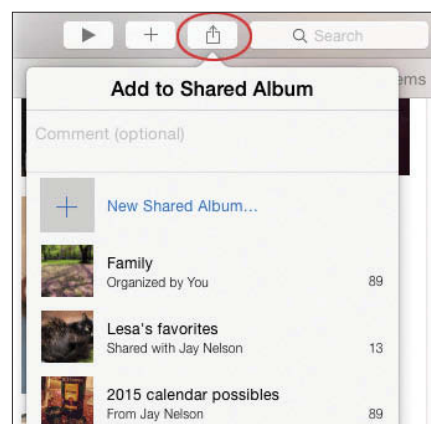 Search
ems
Add to Shared Album
Comment (optional)
New Shared Album...
Family
Organized by You
89
Lesa's favorites
Shared with Jay Nelson
13
2015 calendar possibles
From Jay Nelson
89